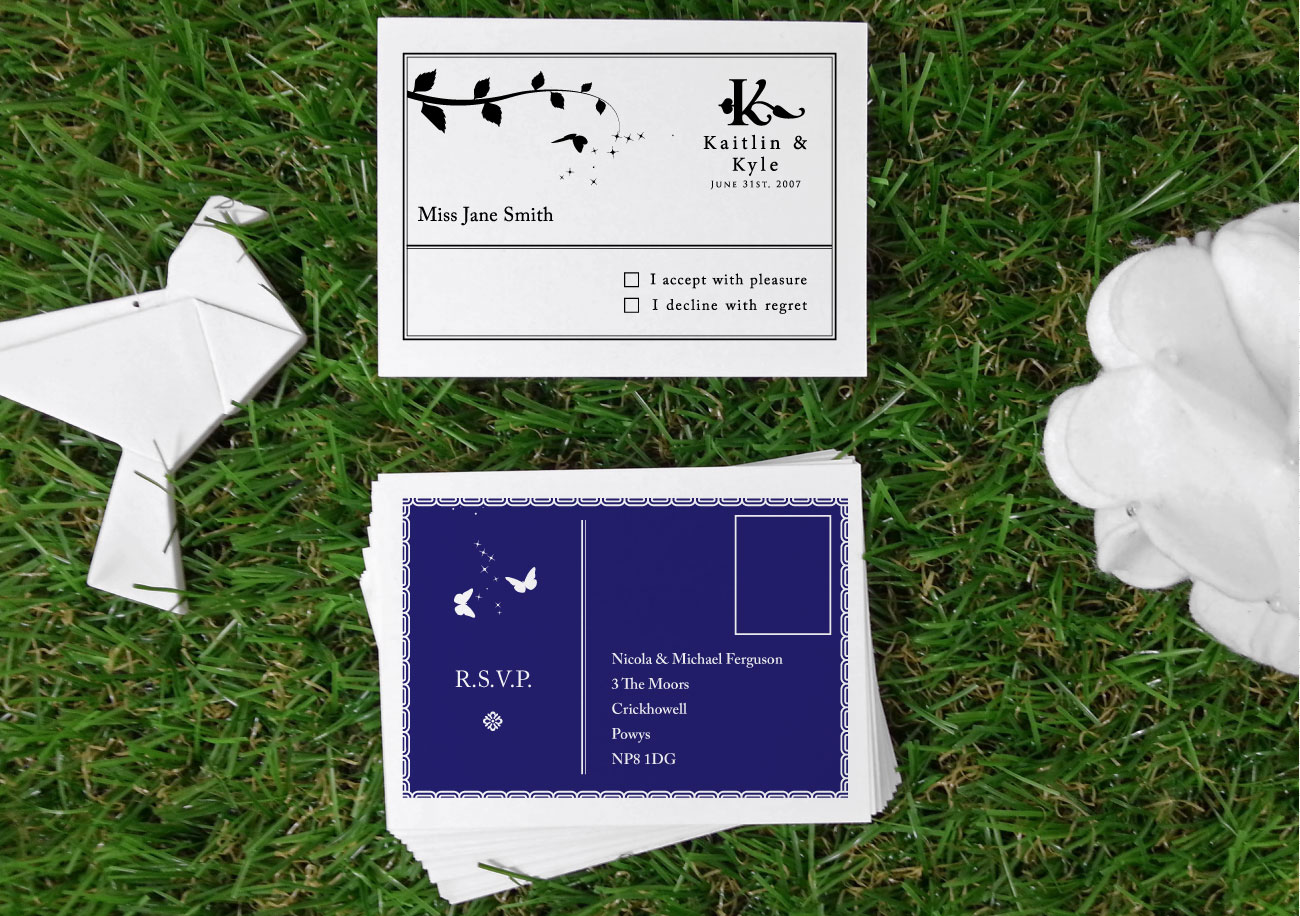 K
Kaitlin &
Kyle
June 31st, 2007
Miss Jane Smith
I accept with pleasure
I decline with regret
R.S.V.P.
Nicola & Michael Ferguson
3 The Moors
Crickhowell
Powys
NP8 1DG